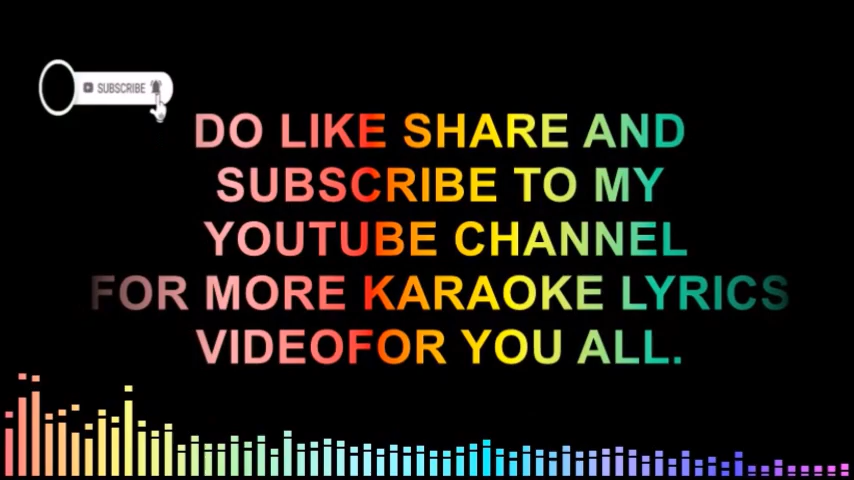 SUBSCRIBE
DO LIKE SHARE AND
SUBSCRIBE TO MY
YOUTUBE CHANNEL
FOR MORE KARAOKE LYRICS
VIDEOFOR YOU ALL.